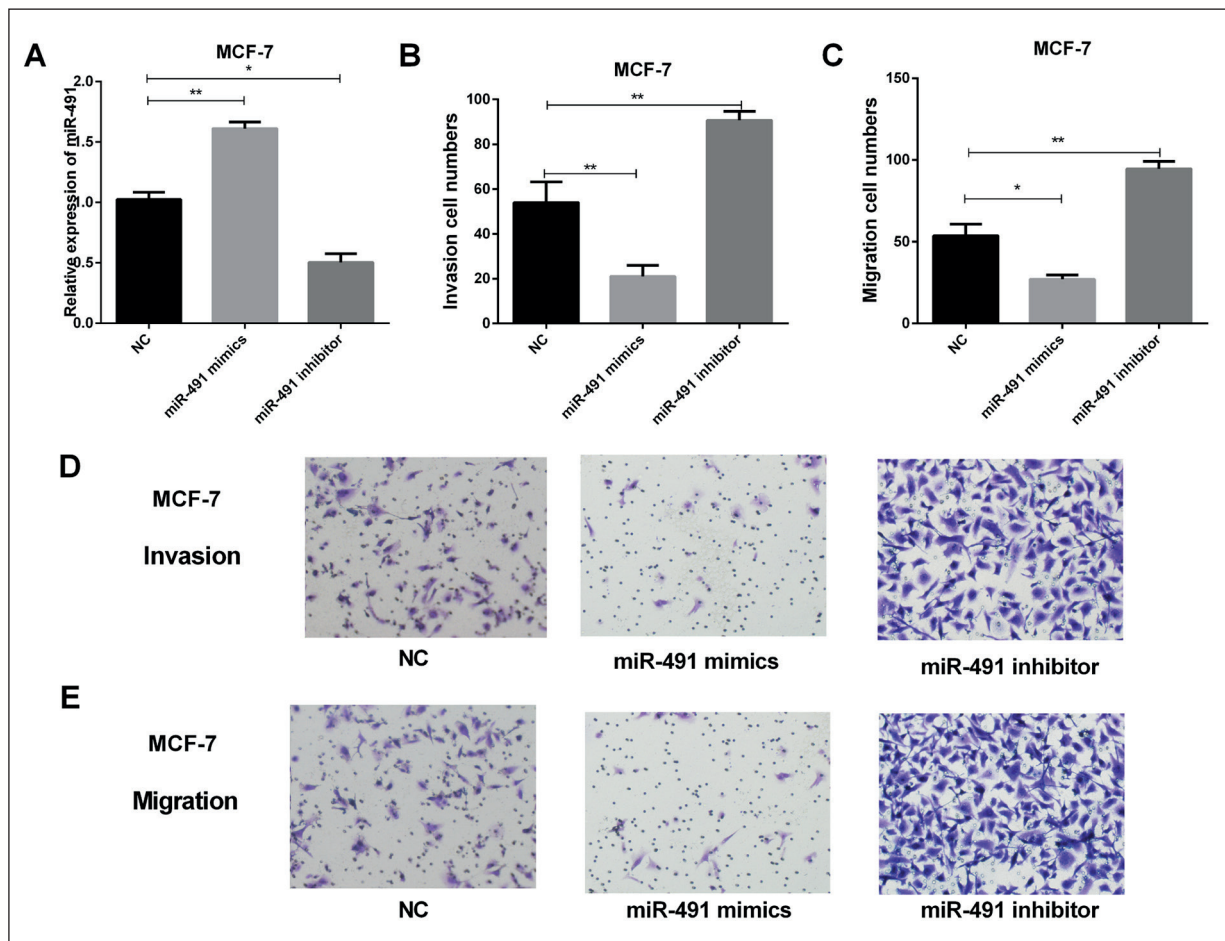 A
MCF-7
Relative expression of miR-491
2.0
1.5
1.0
0.5
0.0
*
**
NC
miR-491 mimics
miR-491 inhibitor
B
MCF-7
Invasion cell numbers
100
80
60
40
20
0
**
**
NC
miR-491 mimics
miR-491 inhibitor
C
MCF-7
Migration cell numbers
150
100
50
0
**
*
NC
miR-491 mimics
miR-491 inhibitor
D
MCF-7
Invasion
NC
miR-491 mimics
miR-491 inhibitor
E
MCF-7
Migration
NC
miR-491 mimics
miR-491 inhibitor